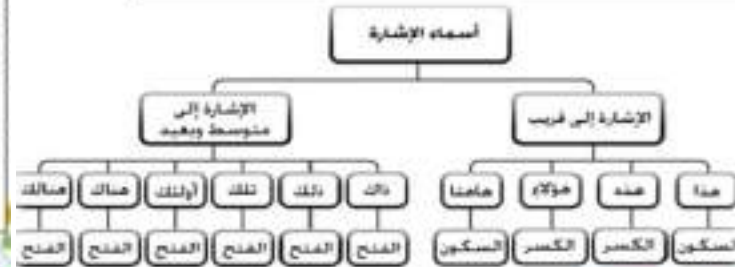 أسماء الإشارة
الإشارة إلى قريب
الإشارة إلى
متوسط وبعيد
هذا هذه هؤلاء هاهنا ذاك ذلك تلك أولئك هناك هنالك
السكون الكسر الكسر السكون الفتح الفتح الفتح الفتح الفتح الفتح